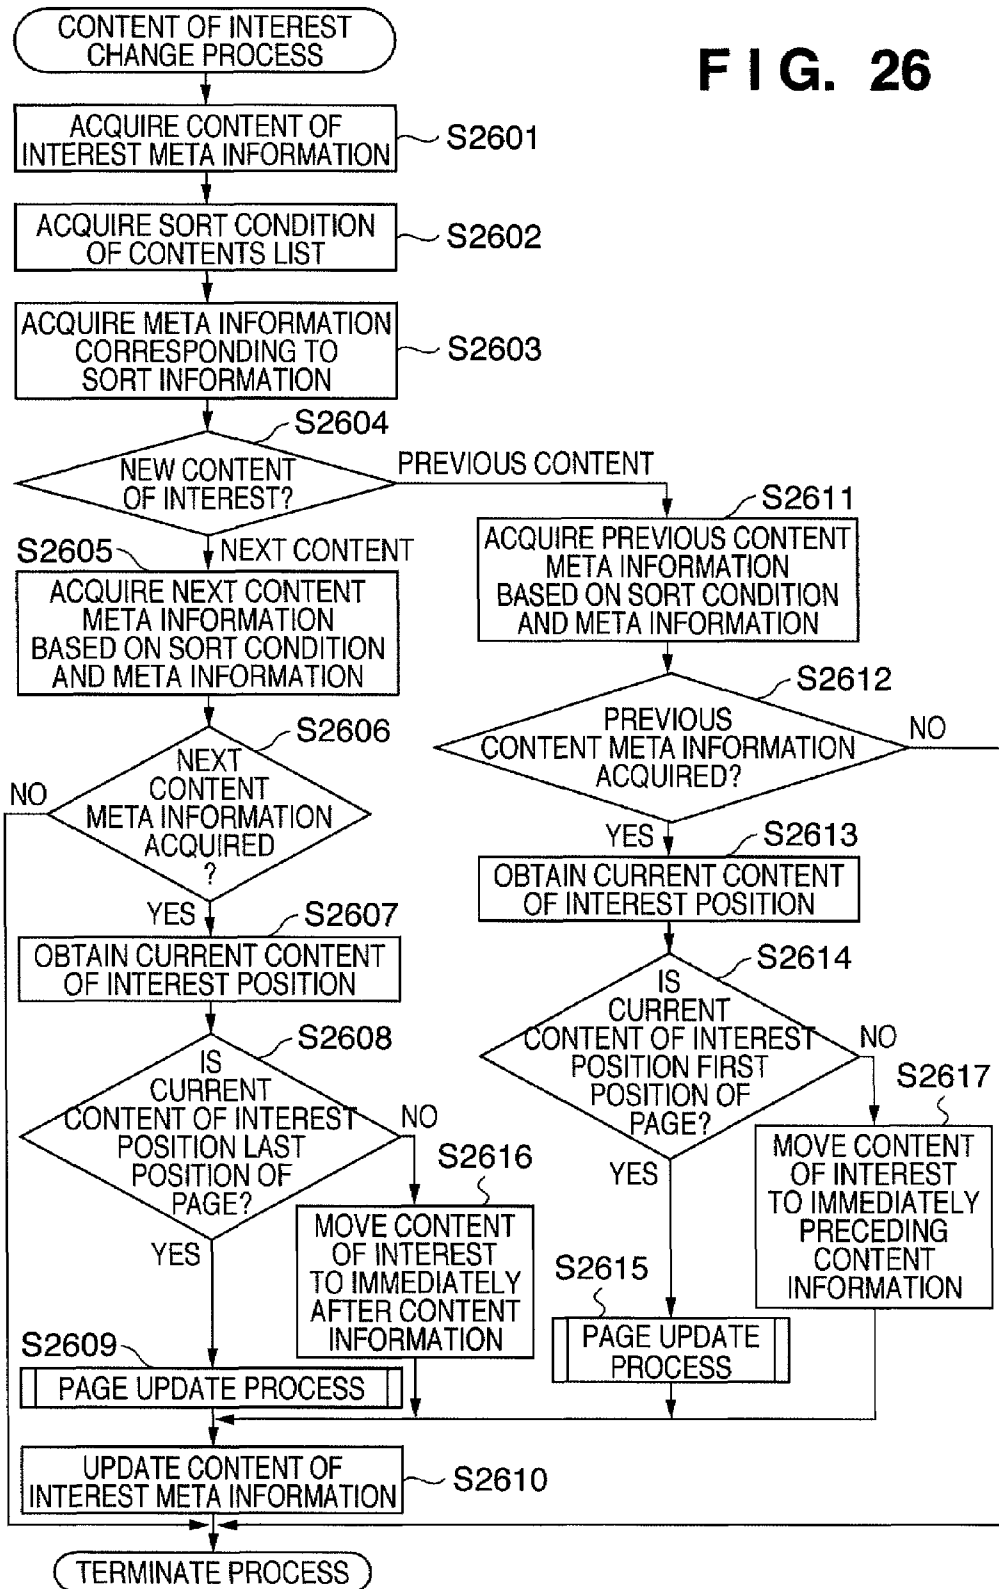 CONTENT OF INTEREST
CHANGE PROCESS
FIG. 26
ACQUIRE CONTENT OF
INTEREST META INFORMATION
S2601
ACQUIRE SORT CONDITION
OF CONTENTS LIST
S2602
ACQUIRE META INFORMATION
CORRESPONDING TO
SORT INFORMATION
S2603
S2604
NEW CONTENT
OF INTEREST?
PREVIOUS CONTENT
NEXT CONTENT
S2605
ACQUIRE NEXT CONTENT
META INFORMATION
BASED ON SORT CONDITION
AND META INFORMATION
S2606
NEXT
CONTENT
META INFORMATION
ACQUIRED
?
NO
YES
S2607
OBTAIN CURRENT CONTENT
OF INTEREST POSITION
S2608
IS
CURRENT
CONTENT OF INTEREST
POSITION LAST
POSITION OF
PAGE?
NO
YES
S2616
MOVE CONTENT
OF INTEREST
TO IMMEDIATELY
AFTER CONTENT
INFORMATION
S2609
PAGE UPDATE PROCESS
S2611
ACQUIRE PREVIOUS CONTENT
META INFORMATION
BASED ON SORT CONDITION
AND META INFORMATION
S2612
PREVIOUS
CONTENT META INFORMATION
ACQUIRED?
NO
YES
S2613
OBTAIN CURRENT CONTENT
OF INTEREST POSITION
S2614
IS
CURRENT
CONTENT OF INTEREST
POSITION FIRST
POSITION OF
PAGE?
NO
YES
S2617
MOVE CONTENT
OF INTEREST
TO IMMEDIATELY
PRECEDING
CONTENT
INFORMATION
S2615
PAGE UPDATE
PROCESS
UPDATE CONTENT OF
INTEREST META INFORMATION
S2610
TERMINATE PROCESS